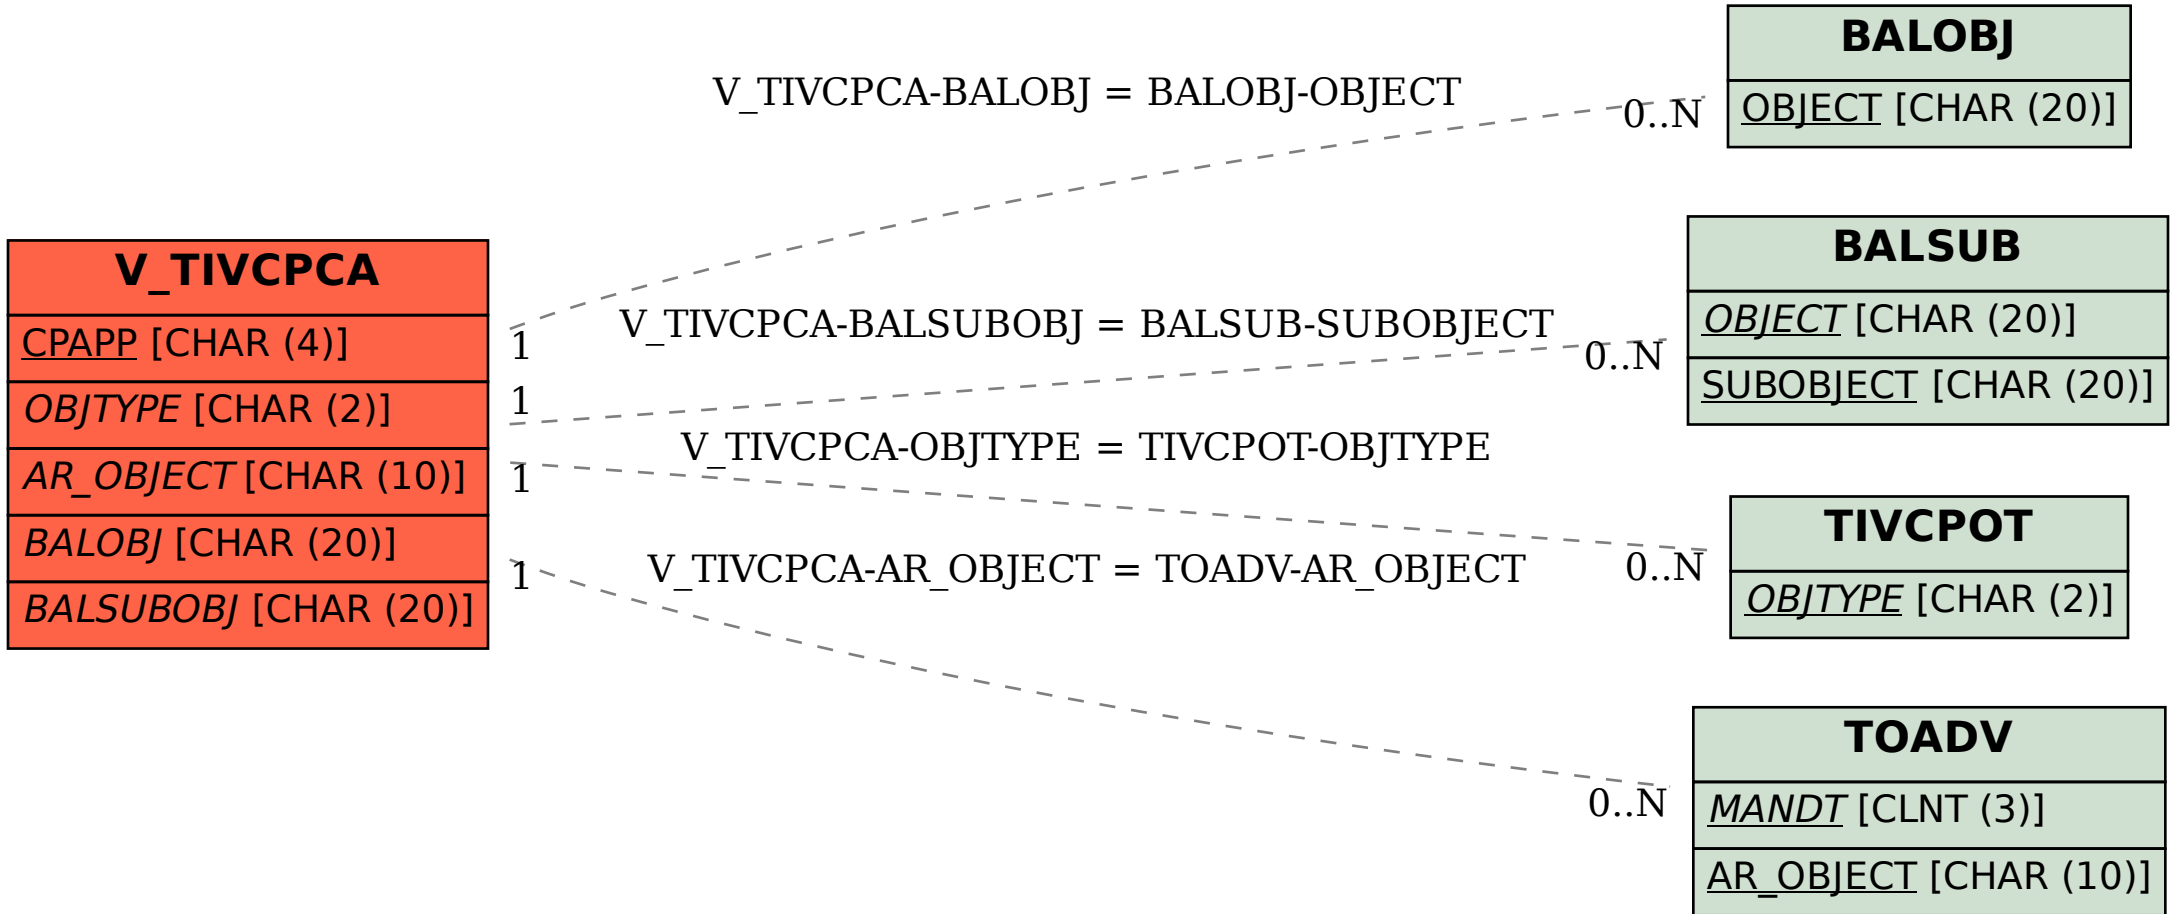 V_TIVCPCA
CPAPP [CHAR (4)]
OBJTYPE [CHAR (2)]
AR_OBJECT [CHAR (10)]
BALOBJ [CHAR (20)]
BALSUBOBJ [CHAR (20)]
V_TIVCPCA-BALOBJ = BALOBJ-OBJECT
1
0..N
V_TIVCPCA-BALSUBOBJ = BALSUB-SUBOBJECT
1
0..N
V_TIVCPCA-OBJTYPE = TIVCPOT-OBJTYPE
1
0..N
V_TIVCPCA-AR_OBJECT = TOADV-AR_OBJECT
1
0..N
BALOBJ
OBJECT [CHAR (20)]
BALSUB
OBJECT [CHAR (20)]
SUBOBJECT [CHAR (20)]
TIVCPOT
OBJTYPE [CHAR (2)]
TOADV
MANDT [CLNT (3)]
AR_OBJECT [CHAR (10)]